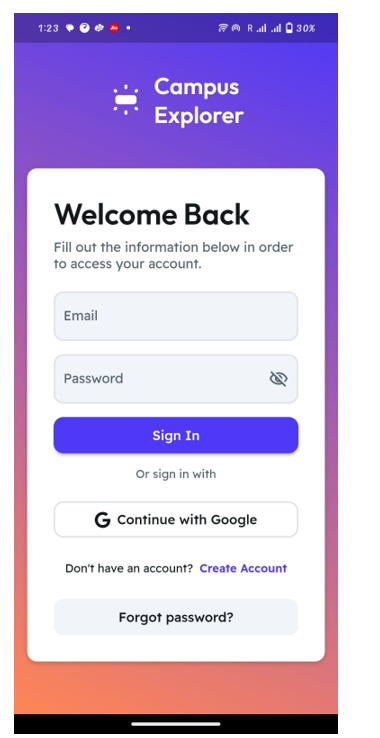 1:23
R
30%
Campus
Explorer
Welcome Back
Fill out the information below in order
to access your account.
Email
Password
Sign In
Or sign in with
G Continue with Google
Don't have an account? Create Account
Forgot password?